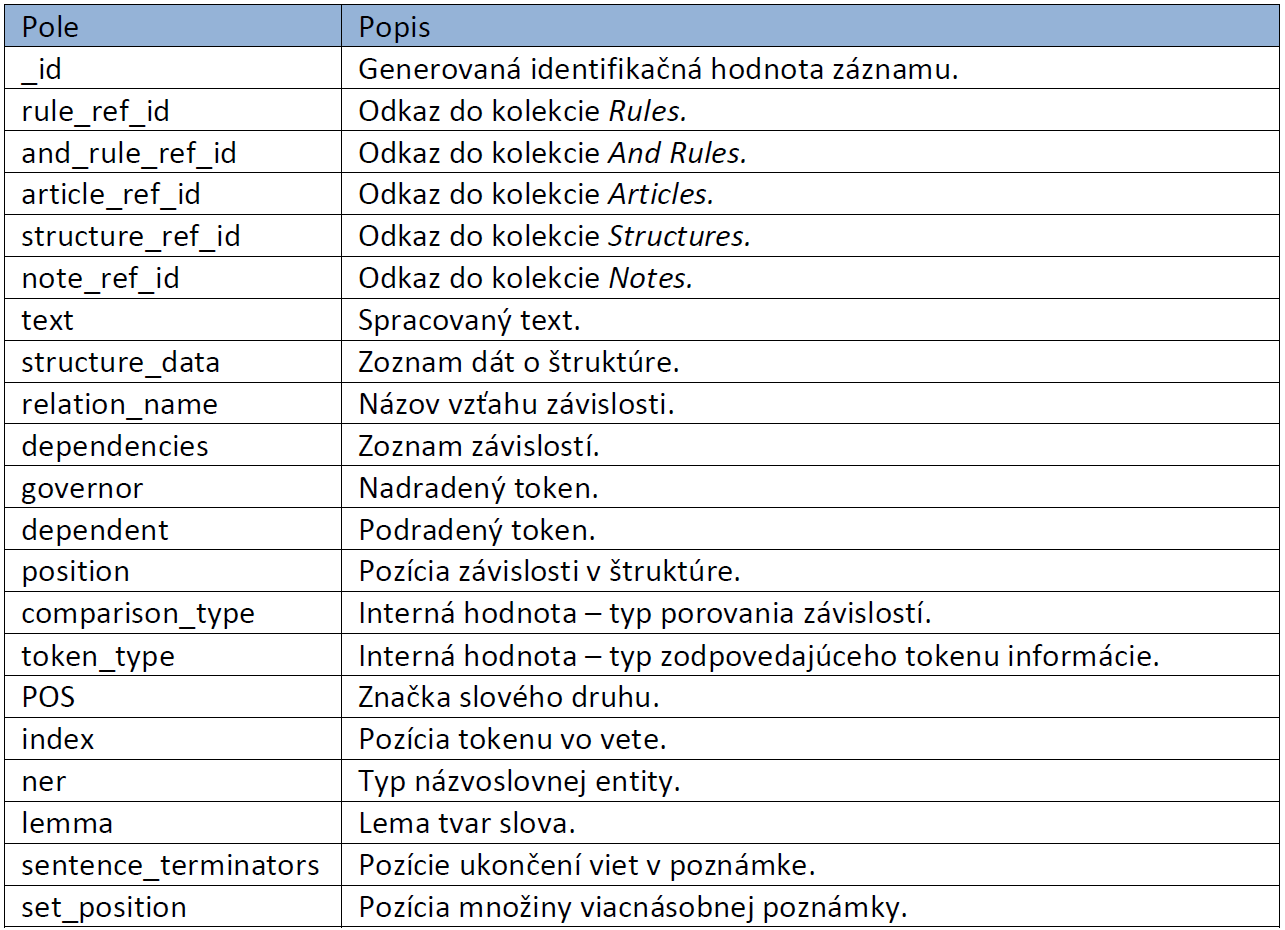 Pole Popis
_id Generovaná identifikačná hodnota záznamu.
rule_ref_id Odkaz do kolekcie Rules.
and_rule_ref_id Odkaz do kolekcie And Rules.
article_ref_id Odkaz do kolekcie Articles.
structure_ref_id Odkaz do kolekcie Structures.
note_ref_id Odkaz do kolekcie Notes.
text Spracovaný text.
structure_data Zoznam dát o štruktúre.
relation_name Názov vzťahu závislosti.
dependencies Zoznam závislostí.
governor Nadradený token.
dependent Podradený token.
position Pozícia závislosti v štruktúre.
comparison_type Interná hodnota – typ porovania závislostí.
token_type Interná hodnota – typ zodpovedajúceho tokenu informácie.
POS Značka slového druhu.
index Pozícia tokenu vo vete.
ner Typ názvoslovnej entity.
lemma Lema tvar slova.
sentence_terminators Pozície ukončení viet v poznámke.
set_position Pozícia množiny viacnásobnej poznámky.